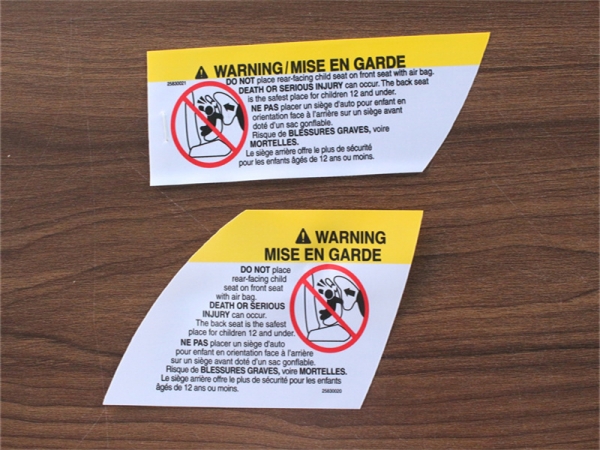 WARNING/MISE EN GARDE
25930021
DO NOT place rear-facing child seat on front seat with air bag.
DEATH OR SERIOUS INJURY can occur. The back seat
is the safest place for children 12 and under.
NE PAS placer un siège d'auto pour enfant en
orientation face à l'arrière sur un siège avant
doté d'un sac gonflable.
Risque de BLESSURES GRAVES, voire
MORTELLES.
Le siège arrière offre le plus de sécurité
pour les enfants âgés de 12 ans ou moins.
WARNING
MISE EN GARDE
DO NOT place
rear-facing child
seat on front seat
with air bag.
DEATH OR SERIOUS
INJURY can occur.
The back seat is the safest
place for children 12 and under.
NE PAS placer un siège d'auto
pour enfant en orientation face à l'arrière
sur un siège avant doté d'un sac gonflable.
Risque de BLESSURES GRAVES, voire MORTELLES.
Le siège arrière offre le plus de sécurité pour les enfants
âgés de 12 ans ou moins.
25930020